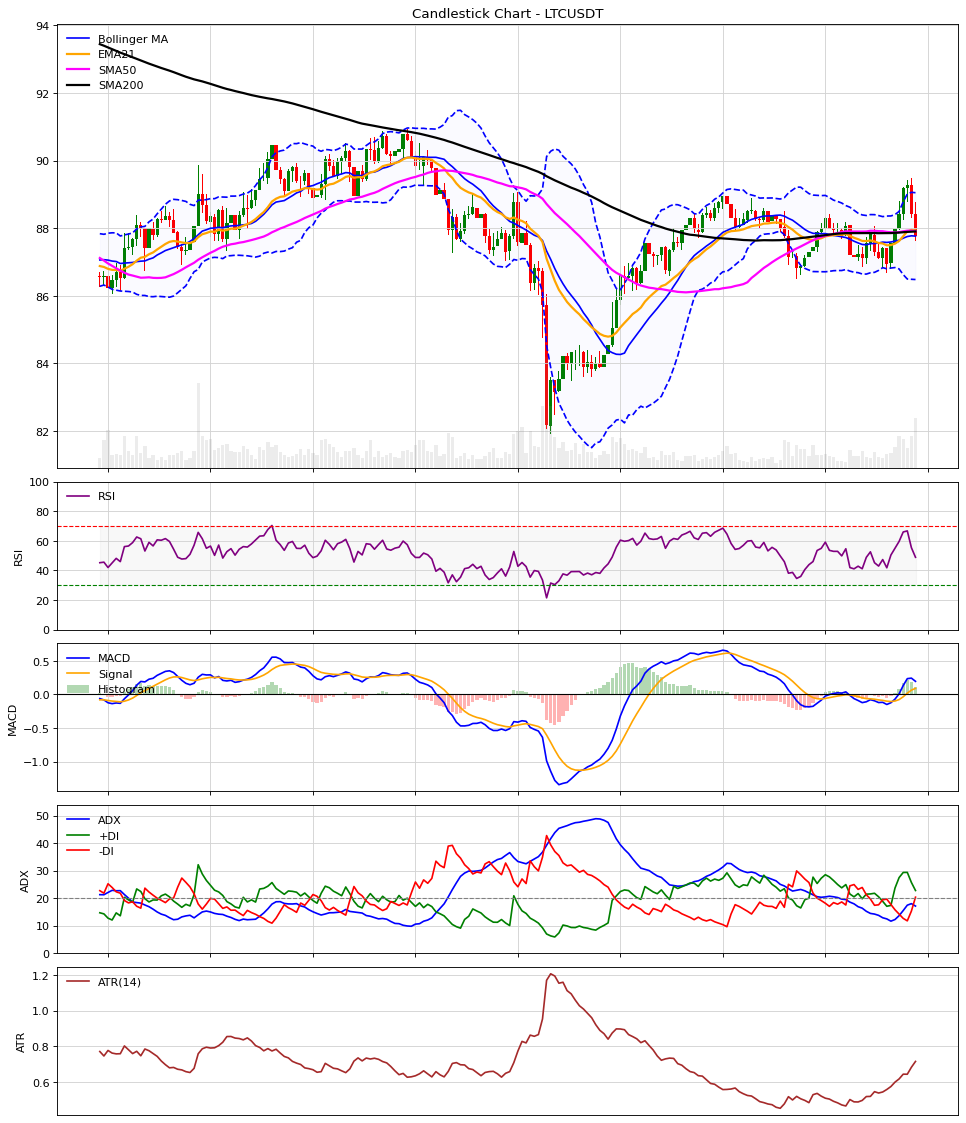 Candlestick Chart - LTCUSDT
94
92
90
88
86
84
82
Bollinger MA
EMA21
SMA50
SMA200
100
80
60
40
20
0
RSI
RSI
0.5
0.0
−0.5
−1.0
MACD
MACD
Signal
Histogram
50
40
30
20
10
0
ADX
ADX
+DI
-DI
1.2
1.0
0.8
0.6
ATR
ATR(14)